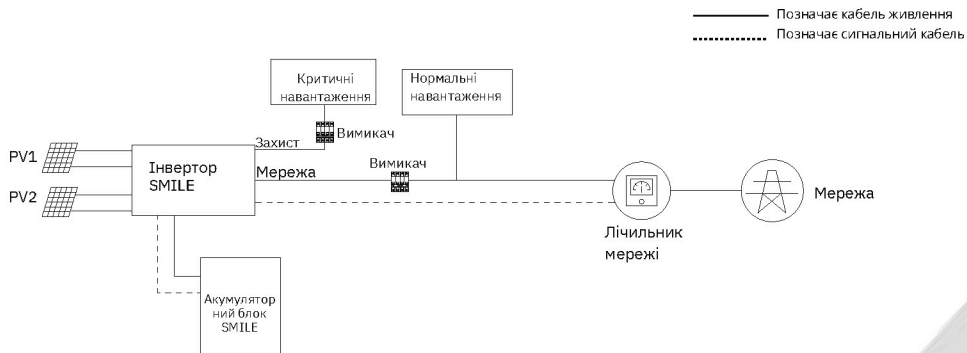 Позначає кабель живлення
Позначає сигнальний кабель
Критичні
навантаження
Нормальні
навантаження
Захист
Вимикач
PV1
Інвертор
SMILE
Мережа
Вимикач
PV2
Мережа
Лічильник
мережі
Акумулятор
ний блок
SMILE